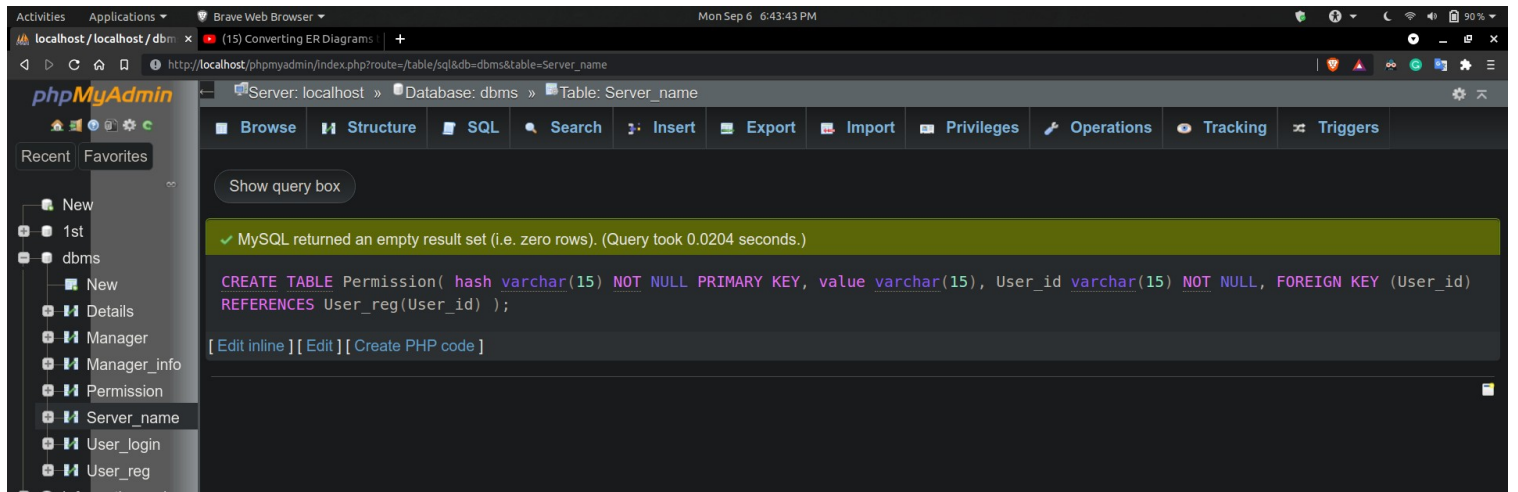 Activities Applications Brave Web Browser Mon Sep 6 6:43:43 PM 90 %
localhost / localhost / dbm × (15) Converting ER Diagrams +
http://localhost/phpmyadmin/index.php?route=/table/sql&db=dbms&table=Server_name
phpMyAdmin
Server: localhost » Database: dbms » Table: Server_name
Browse Structure SQL Search Insert Export Import Privileges Operations Tracking Triggers
Recent Favorites
Show query box
New
1st
MySQL returned an empty result set (i.e. zero rows). (Query took 0.0204 seconds.)
dbms
New
CREATE TABLE Permission( hash varchar(15) NOT NULL PRIMARY KEY, value varchar(15), User_id varchar(15) NOT NULL, FOREIGN KEY (User_id)
REFERENCES User_reg(User_id) );
Details
Manager
[ Edit inline ] [ Edit ] [ Create PHP code ]
Manager_info
Permission
Server_name
User_login
User_reg